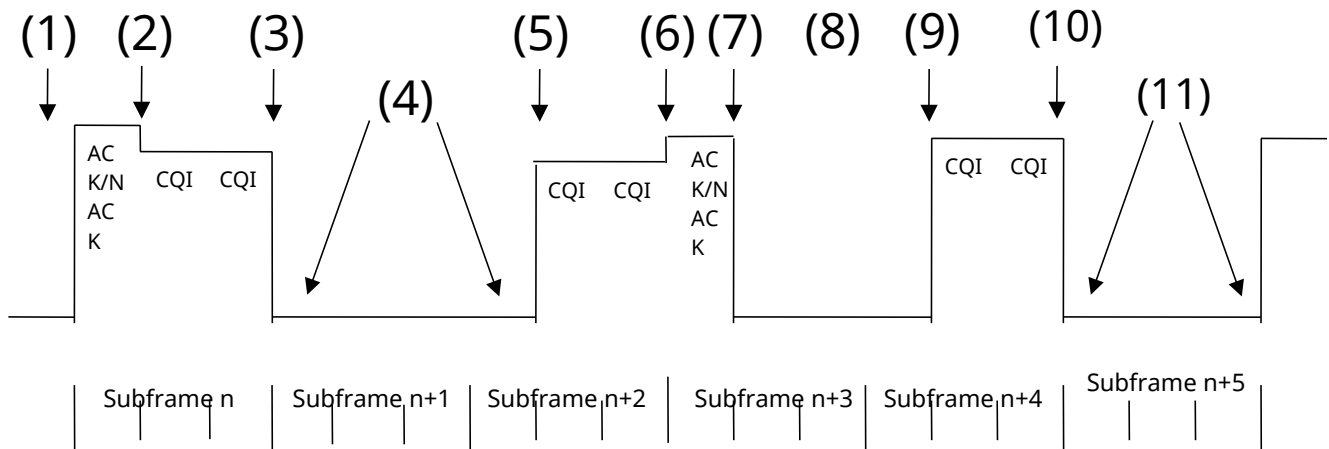 (1) (2) (3) (5) (6) (7) (8) (9) (10)
(4) (11)
AC
K/N
AC
K
CQI CQI
CQI CQI
AC
K/N
AC
K
CQI CQI
Subframe n Subframe n+1 Subframe n+2 Subframe n+3 Subframe n+4 Subframe n+5